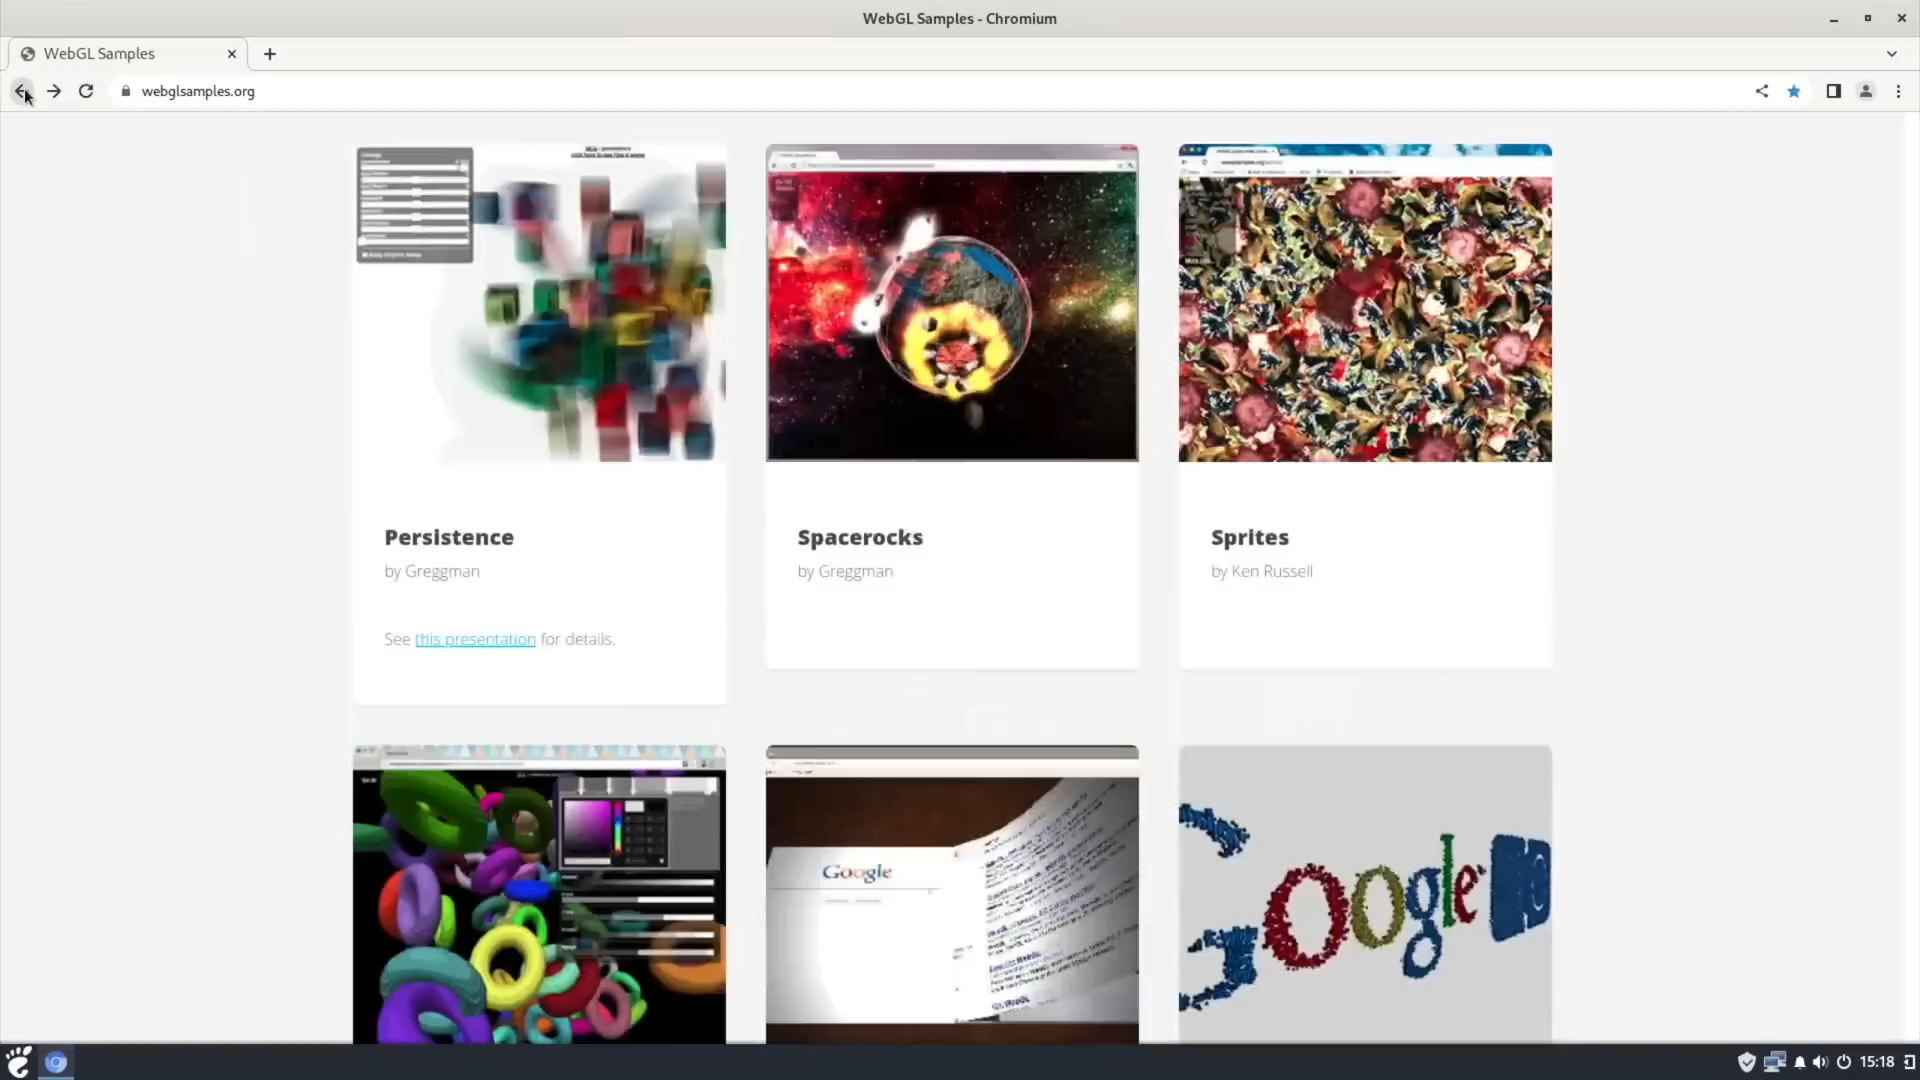 WebGL Samples - Chromium
WebGL Samples
webglsamples.org
Persistence
by Greggman
See this presentation for details.
Spacerocks
by Greggman
Sprites
by Ken Russell
Google
Google
15:18